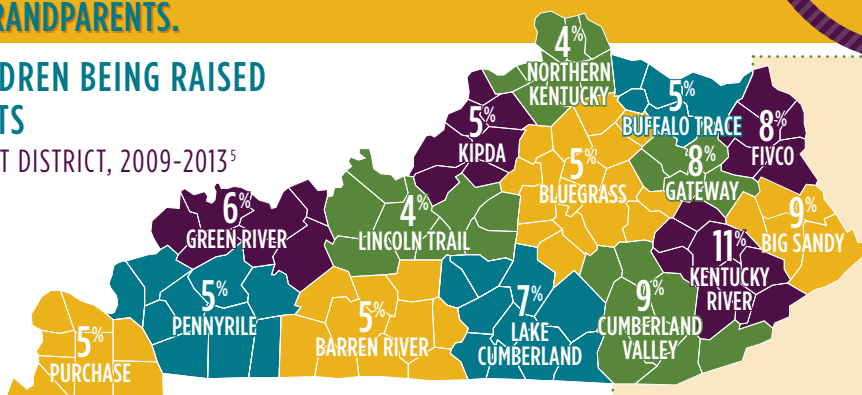 GRANDPARENTS.
DREN BEING RAISED
TS
T DISTRICT, 2009-2013⁵
4%
NORTHERN
KENTUCKY
5%
BUFFALO TRACE
8%
FIVCO
5%
KIPDA
5%
BLUEGRASS
8%
GATEWAY
6%
GREEN RIVER
4%
LINCOLN TRAIL
9%
BIG SANDY
11%
KENTUCKY
RIVER
5%
PENNYRILE
5%
BARREN RIVER
7%
LAKE
CUMBERLAND
9%
CUMBERLAND
VALLEY
5%
PURCHASE